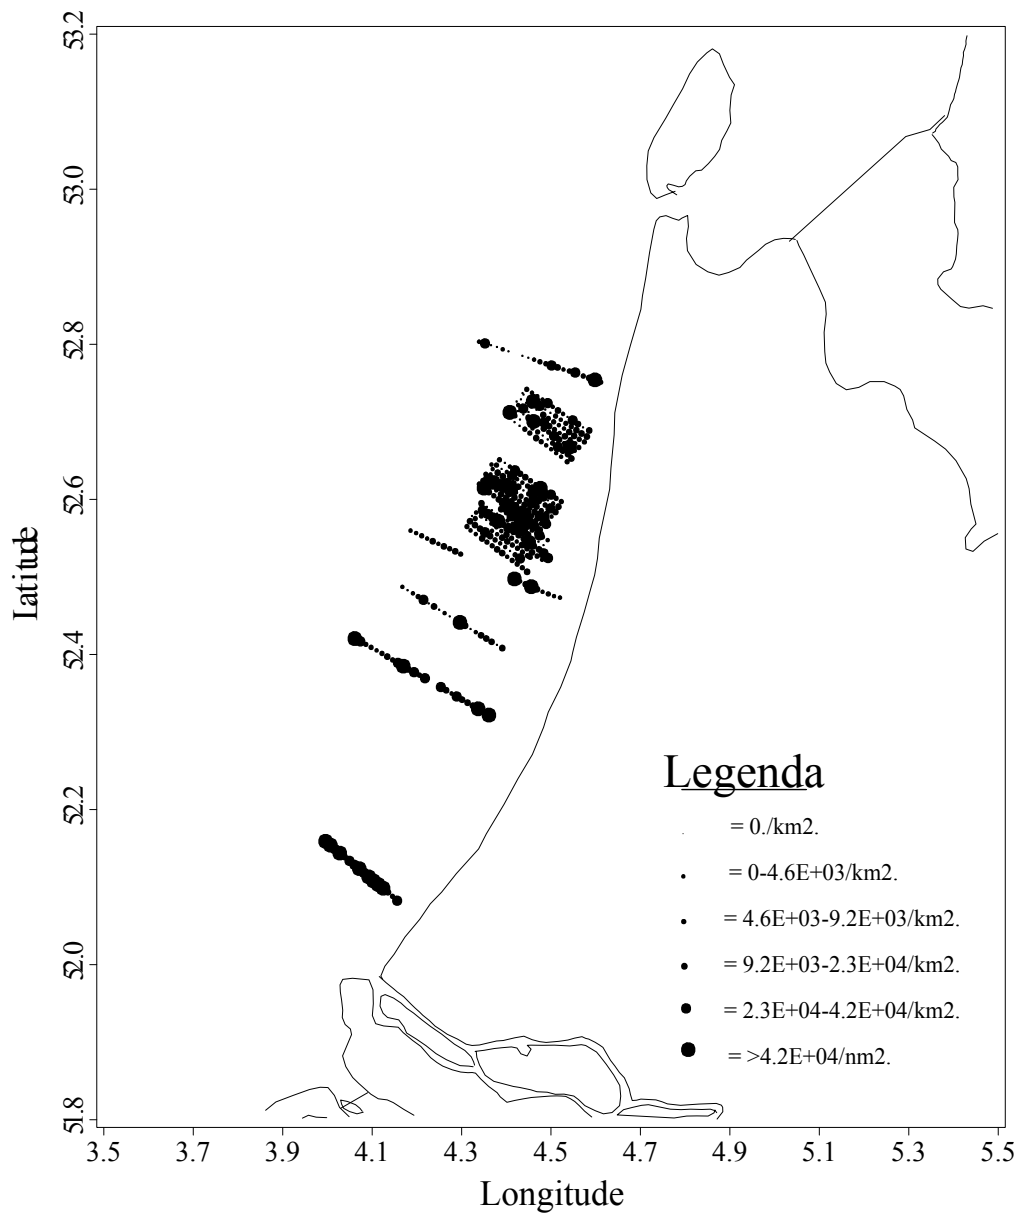 53.2
53.0
52.8
52.6
52.4
52.2
52.0
51.8
Latitude
3.5 3.7 3.9 4.1 4.3 4.5 4.7 4.9 5.1 5.3 5.5
Longitude
Legenda
= 0./km2.
= 0-4.6E+03/km2.
= 4.6E+03-9.2E+03/km2.
= 9.2E+03-2.3E+04/km2.
= 2.3E+04-4.2E+04/km2.
= >4.2E+04/nm2.